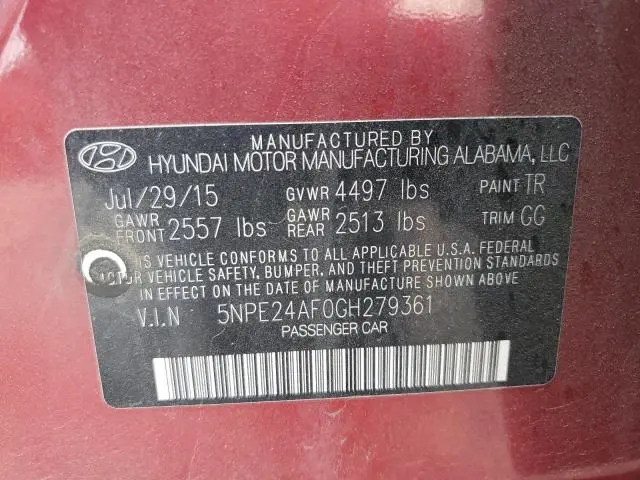 MANUFACTURED BY
HYUNDAI MOTOR MANUFACTURING ALABAMA, LLC
Jul/29/15 GVWR 4497 lbs PAINT TR
GAWR FRONT 2557 lbs GAWR REAR 2513 lbs TRIM GG
IS VEHICLE CONFORMS TO ALL APPLICABLE U.S.A. FEDERAL
MOTOR VEHICLE SAFETY, BUMPER, AND THEFT PREVENTION
STANDARDS IN EFFECT ON THE DATE OF MANUFACTURE SHOWN ABOVE.
V.I.N 5NPE24AF0GH279361
PASSENGER CAR